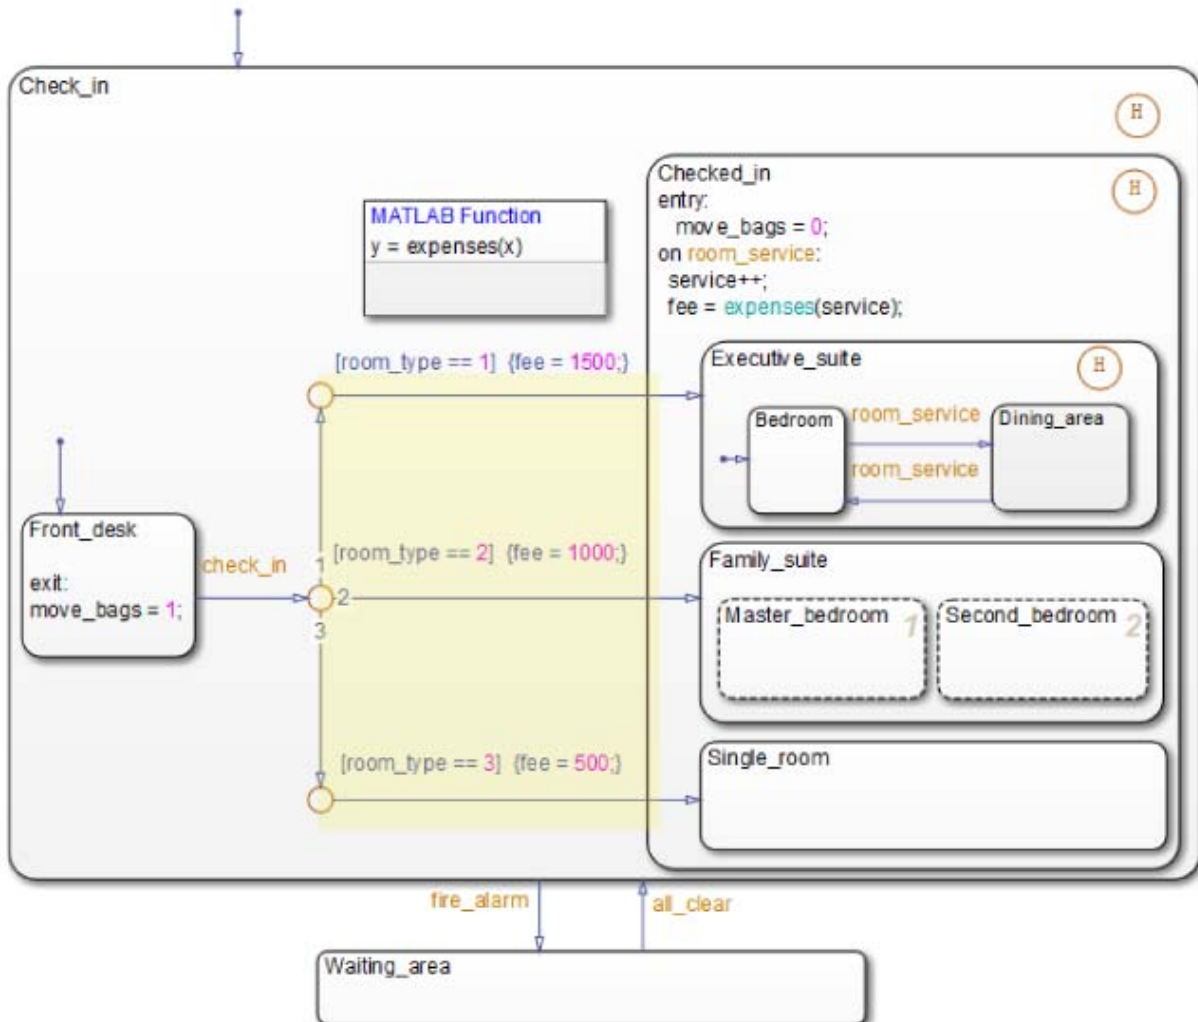 Check_in
H
Checked_in
H
entry:
move_bags = 0;
on room_service:
service++;
fee = expenses(service);
MATLAB Function
y = expenses(x)
[room_type == 1] {fee = 1500;}
Executive_suite
H
Bedroom
room_service
Dining_area
room_service
Front_desk
exit:
move_bags = 1;
check_in
1
2
3
[room_type == 2] {fee = 1000;}
Family_suite
Master_bedroom 1
Second_bedroom 2
[room_type == 3] {fee = 500;}
Single_room
fire_alarm
all_clear
Waiting_area